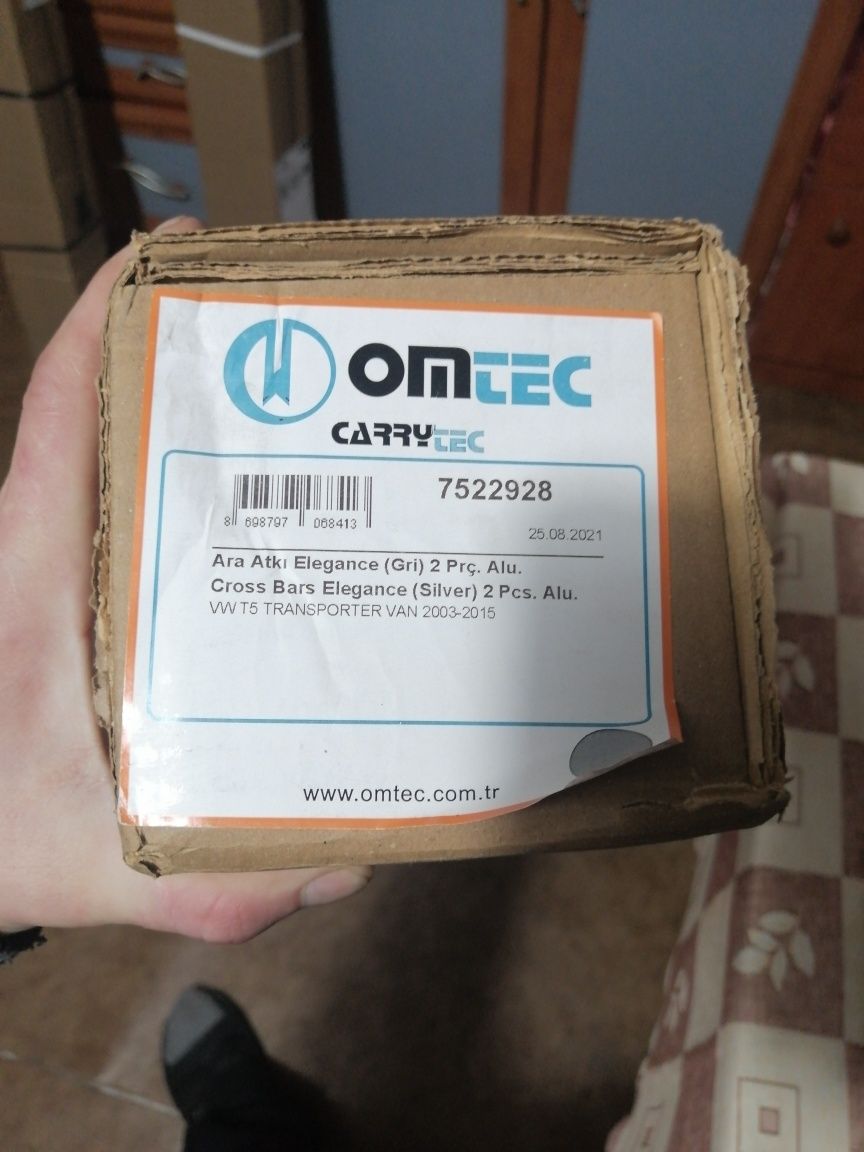 OMTEC
CARRYTEC
7522928
8 698797 068413
25.08.2021
Ara Atkı Elegance (Gri) 2 Prç. Alu.
Cross Bars Elegance (Silver) 2 Pcs. Alu.
VW T5 TRANSPORTER VAN 2003-2015
www.omtec.com.tr